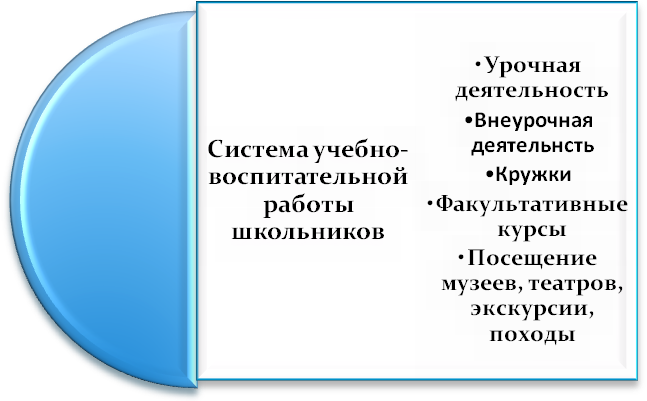 Система учебно-
воспитательной
работы
школьников
•Урочная
деятельность
•Внеурочная
деятельнсть
•Кружки
•Факультативные
курсы
•Посещение
музеев, театров,
экскурсии,
походы